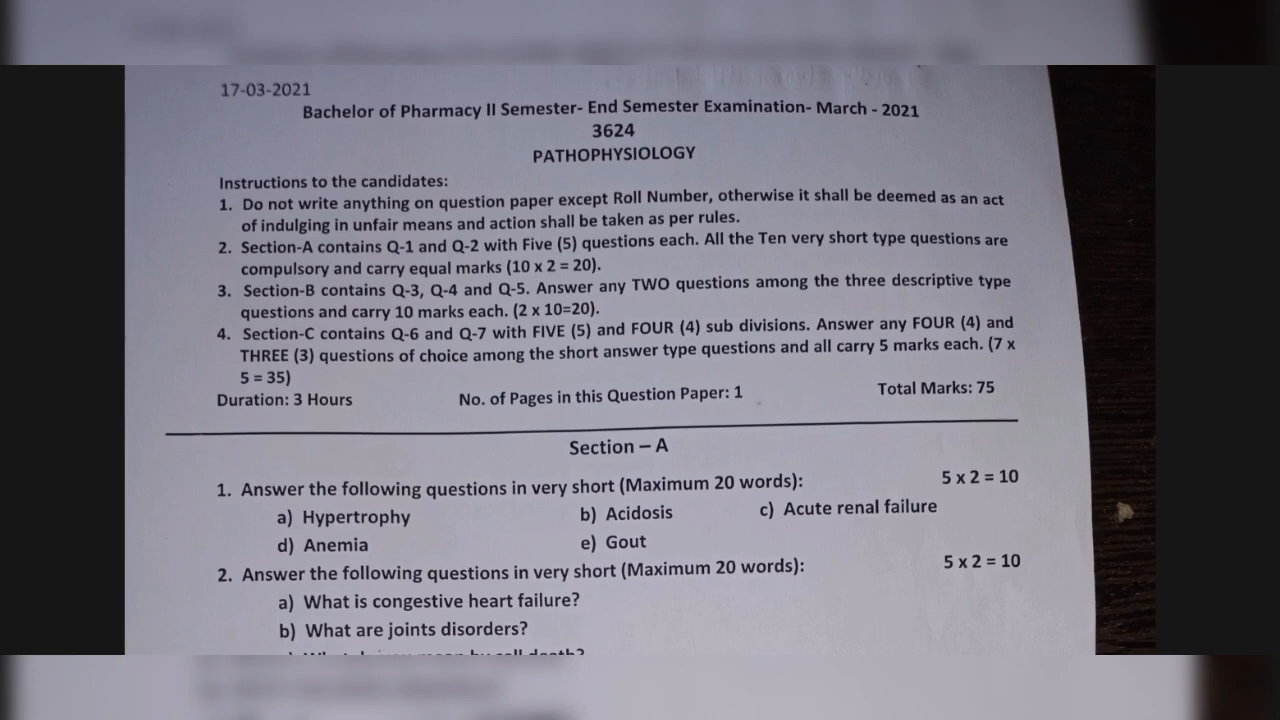 17-03-2021
Bachelor of Pharmacy II Semester- End Semester Examination- March - 2021
3624
PATHOPHYSIOLOGY
Instructions to the candidates:
1. Do not write anything on question paper except Roll Number, otherwise it shall be deemed as an act
of indulging in unfair means and action shall be taken as per rules.
2. Section-A contains Q-1 and Q-2 with Five (5) questions each. All the Ten very short type questions are
compulsory and carry equal marks (10 x 2 = 20).
3. Section-B contains Q-3, Q-4 and Q-5. Answer any TWO questions among the three descriptive type
questions and carry 10 marks each. (2 x 10=20).
4. Section-C contains Q-6 and Q-7 with FIVE (5) and FOUR (4) sub divisions. Answer any FOUR (4) and
THREE (3) questions of choice among the short answer type questions and all carry 5 marks each. (7 x
5 = 35)
Duration: 3 Hours No. of Pages in this Question Paper: 1 Total Marks: 75
Section – A
1. Answer the following questions in very short (Maximum 20 words): 5 x 2 = 10
a) Hypertrophy b) Acidosis c) Acute renal failure
d) Anemia e) Gout
2. Answer the following questions in very short (Maximum 20 words): 5 x 2 = 10
a) What is congestive heart failure?
b) What are joints disorders?
cell death?